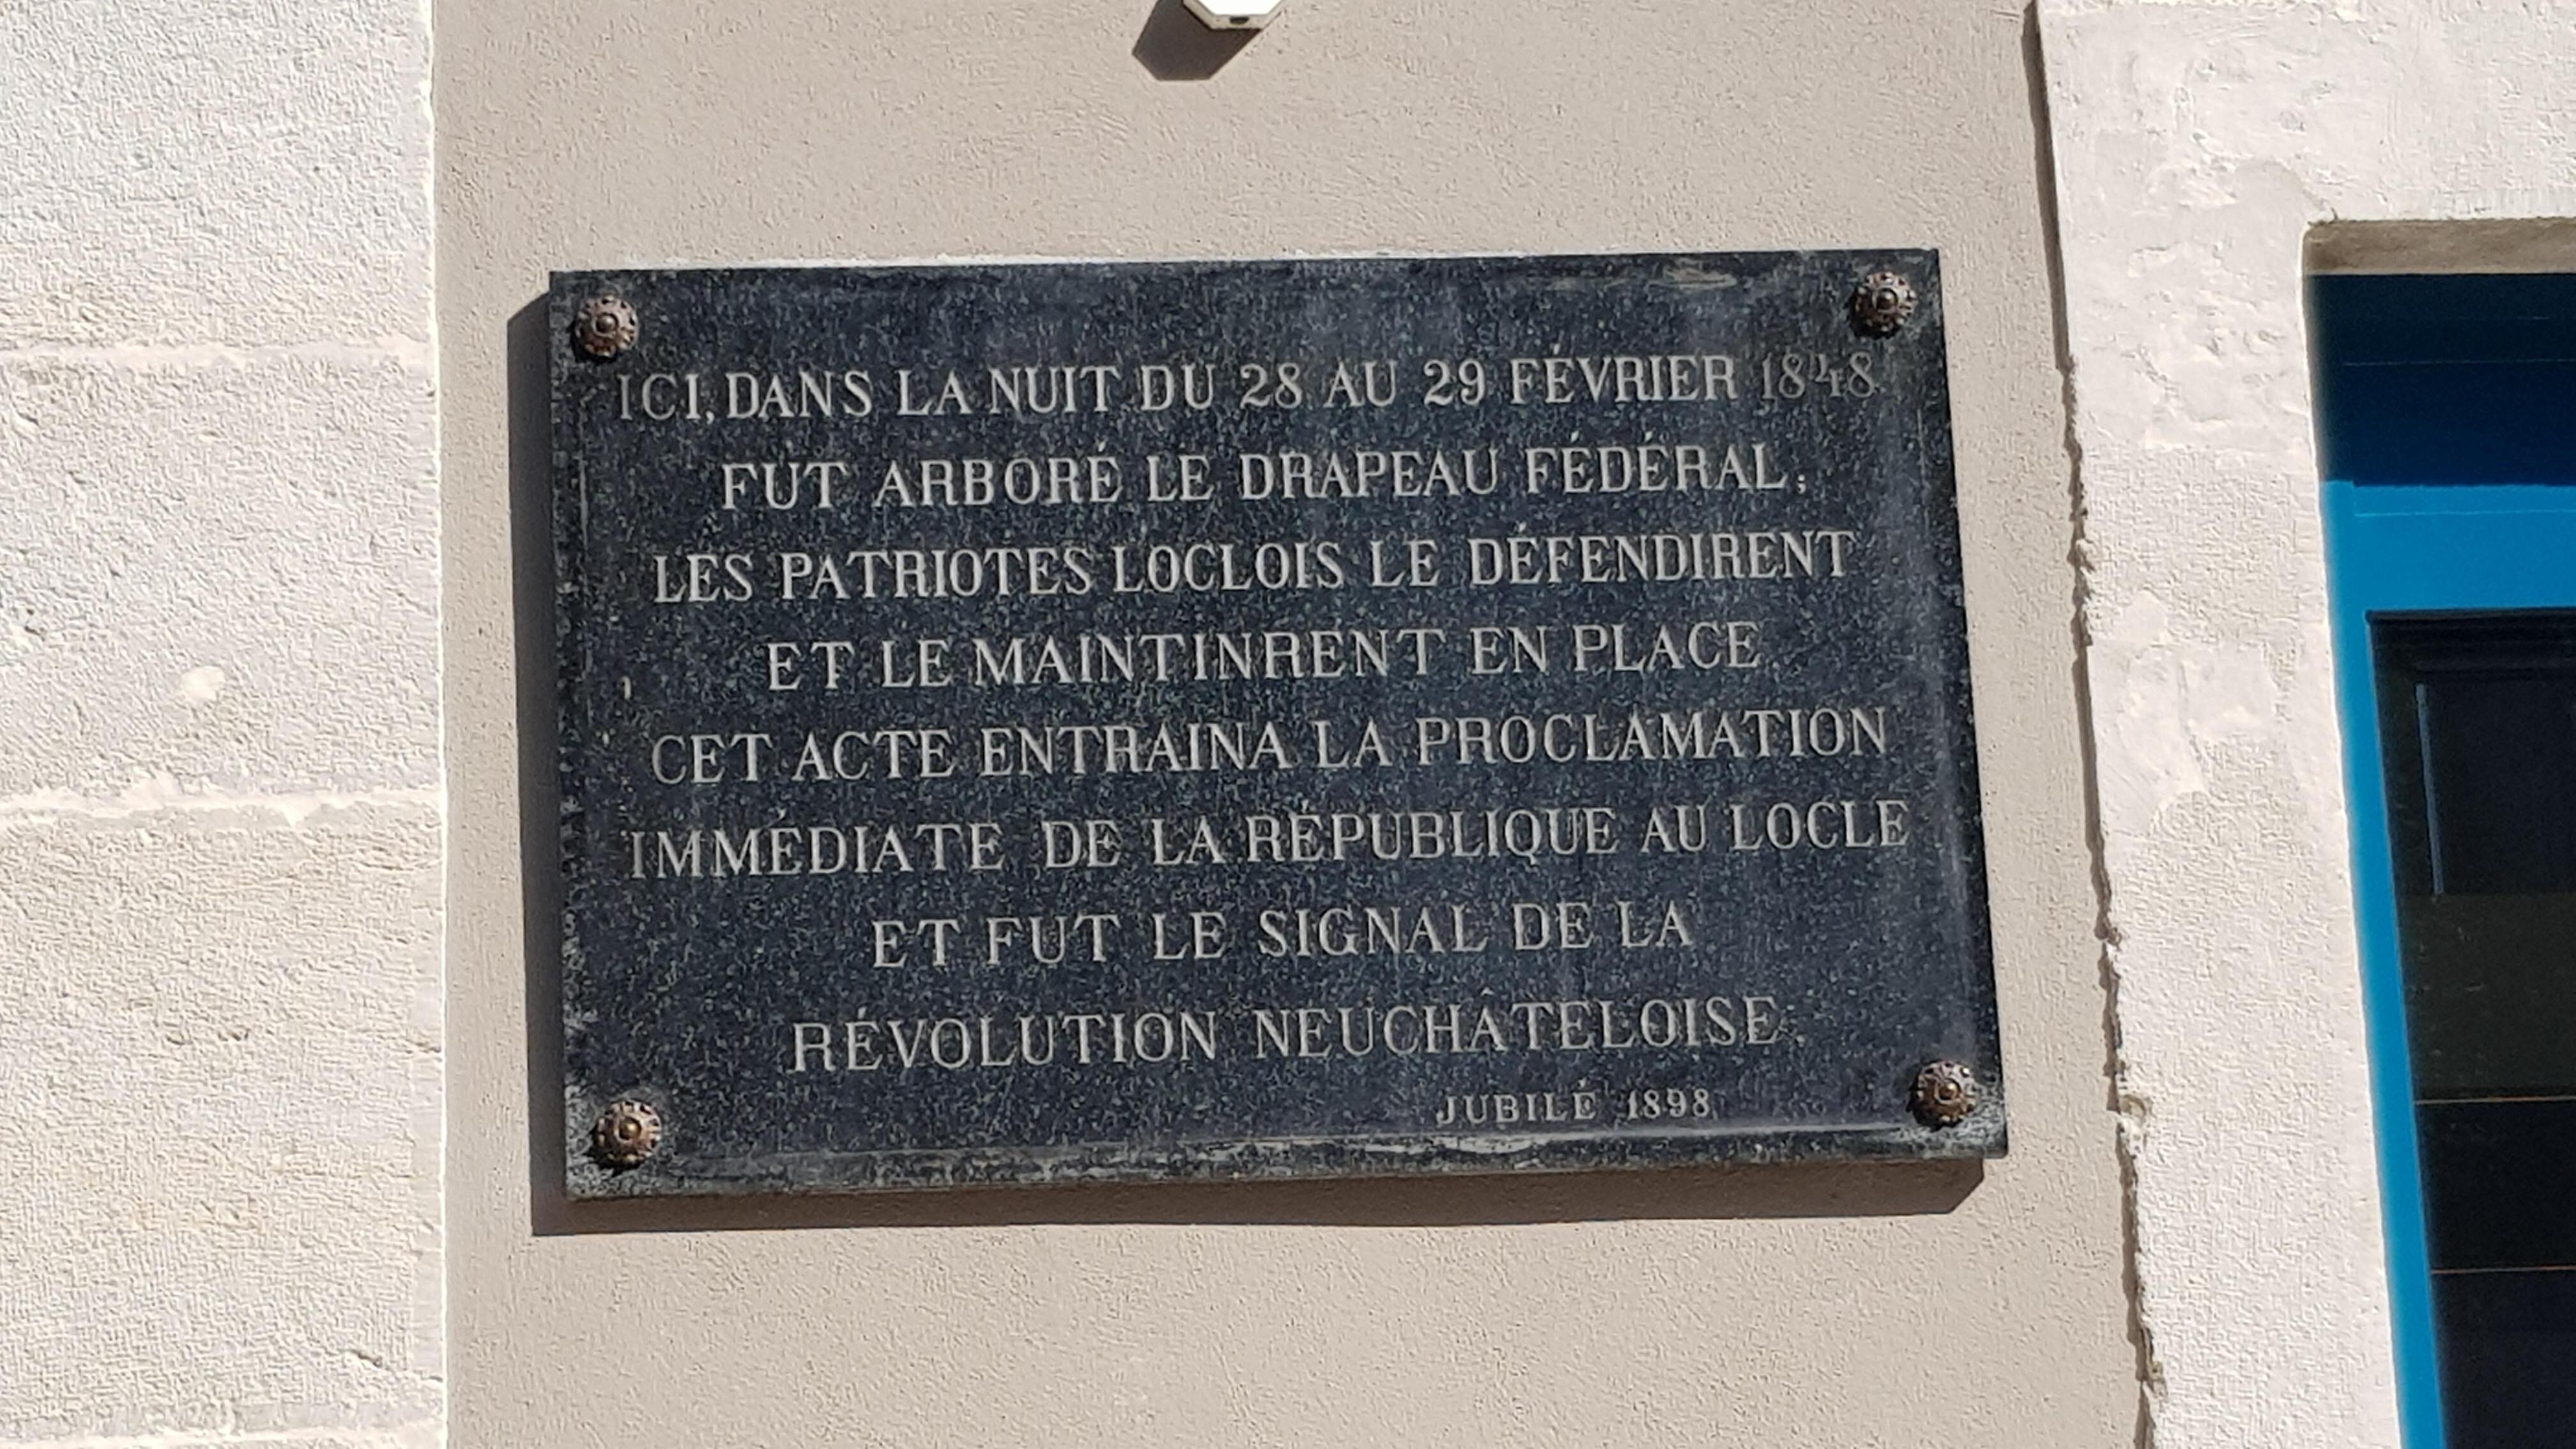 ICI, DANS LA NUIT DU 28 AU 29 FÉVRIER 1848
FUT ARBORÉ LE DRAPEAU FÉDÉRAL;
LES PATRIOTES LOCLOIS LE DÉFENDIRENT
ET LE MAINTINRENT EN PLACE
CET ACTE ENTRAINA LA PROCLAMATION
IMMÉDIATE DE LA RÉPUBLIQUE AU LOCLE
ET FUT LE SIGNAL DE LA
RÉVOLUTION NEUCHÂTELOISE.
JUBILÉ 1898